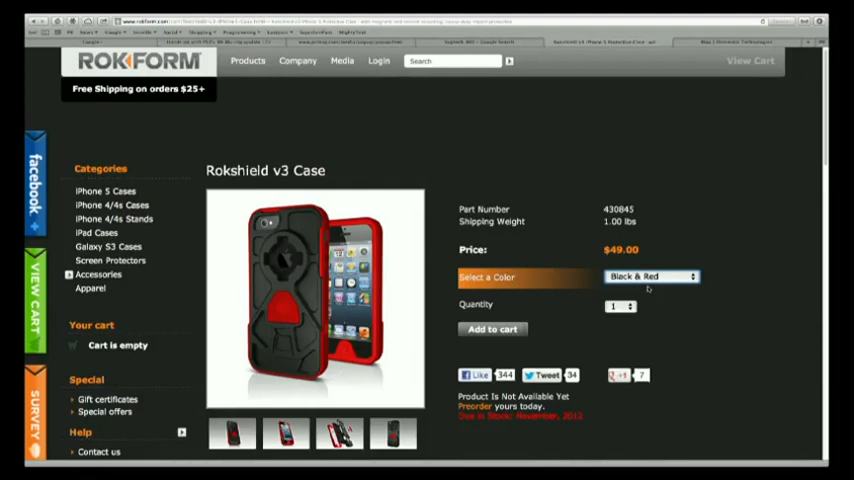 ROKFORM
Products Company Media Login Search View Cart
Free Shipping on orders $25+
facebook
VIEW CART
SURVEY
Categories
iPhone 5 Cases
iPhone 4/4s Cases
iPhone 4/4s Stands
iPad Cases
Galaxy S3 Cases
Screen Protectors
Accessories
Apparel
Your cart
Cart is empty
Special
Gift certificates
Special offers
Help
Contact us
Rokshield v3 Case
Part Number 430845
Shipping Weight 1.00 lbs
Price: $49.00
Select a Color Black & Red
Quantity 1
Add to cart
Like 344 Tweet 34 +1 7
Product Is Not Available Yet
Preorder yours today.
Due in Stock: November, 2012